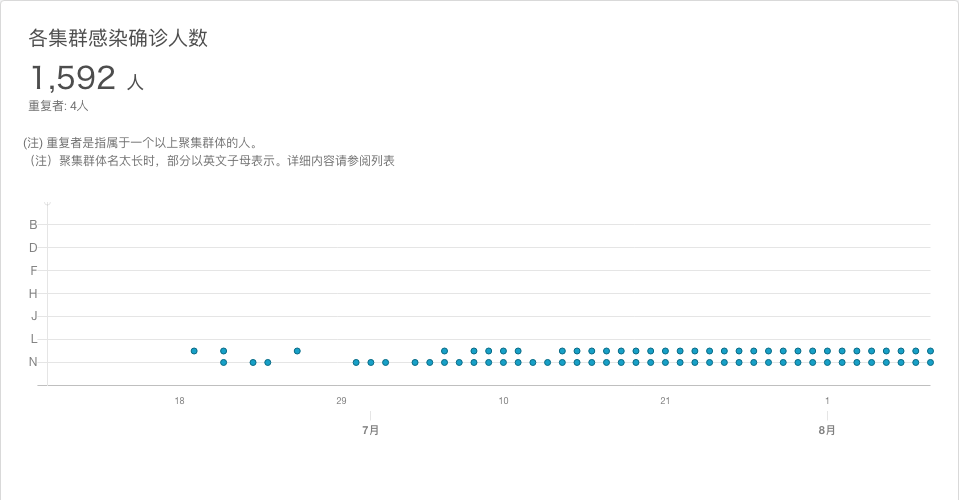 各集群感染确诊人数
1,592 人
重复者: 4人
(注) 重复者是指属于一个以上聚集群体的人。
（注）聚集群体名太长时，部分以英文子母表示。详细内容请参阅列表
B
D
F
H
J
L
N
18 29 10 21 1
7月 8月